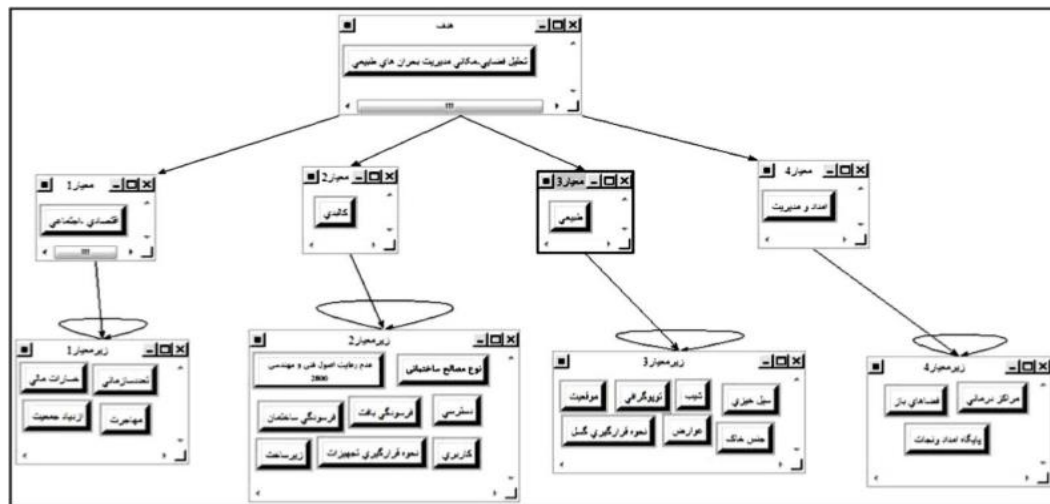 هدف
تحلیل فضایی-مکانی مدیریت بحران های طبیعی
معیار1
اقتصادی ،اجتماعی
معیار2
کالبدی
معیار3
طبیعی
معیار4
امداد و مدیریت
زیرمعیار1
خسارات مالی
تعددسازمانی
ازدیاد جمعیت
مهاجرت
زیرمعیار2
عدم رعایت اصول فنی و مهندسی
2800
نوع مصالح ساختمانی
فرسودگی ساختمان
فرسودگی بافت
دسترسی
زیرساخت
نحوه قرارگیری تجهیزات
کاربری
زیرمعیار3
موقعیت
توپوگرافی
شیب
سیل خیزی
نحوه قرارگیری گسل
عوارض
جنس خاک
زیرمعیار4
فضاهای باز
مراکز درمانی
پایگاه امداد ونجات